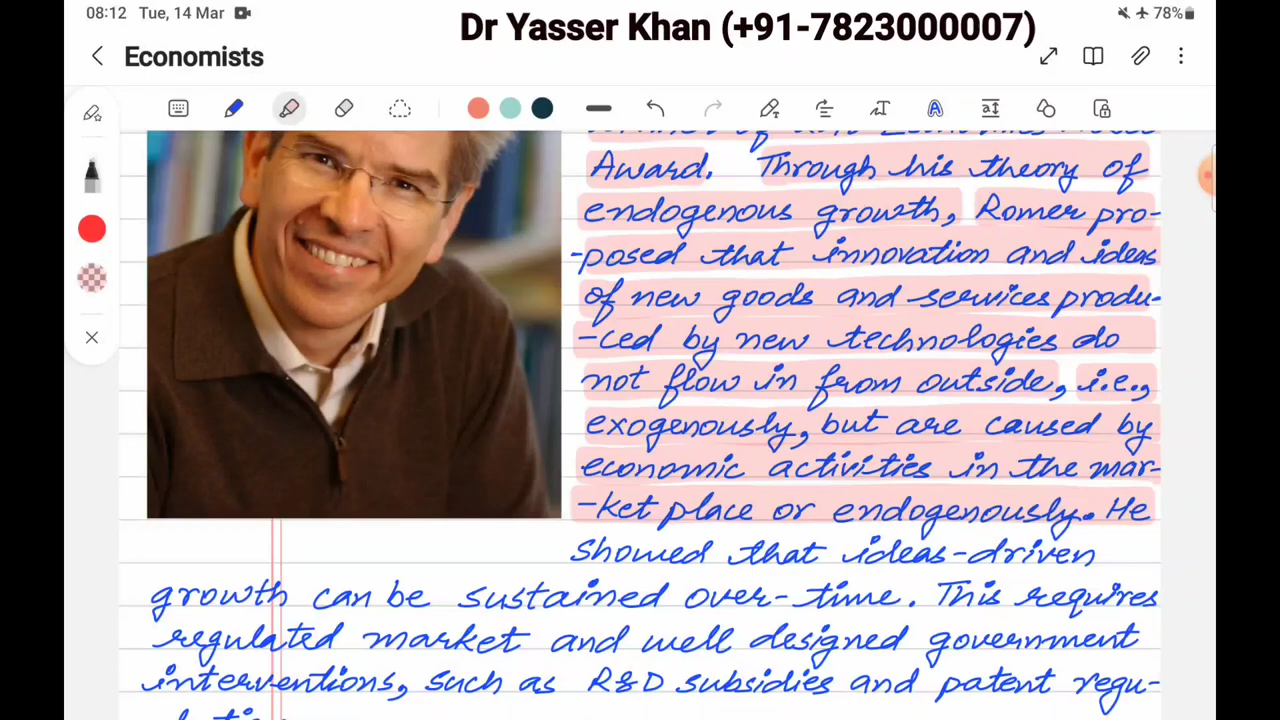 08:12 Tue, 14 Mar
78%
Dr Yasser Khan (+91-7823000007)
Economists
Award. Through his theory of
endogenous growth, Romer pro-
-posed that innovation and ideas
of new goods and services produ-
-ced by new technologies do
not flow in from outside, i.e.,
exogenously, but are caused by
economic activities in the mar-
-ket place or endogenously. He
showed that ideas-driven
growth can be sustained over-time. This requires
regulated market and well designed government
interventions, such as R&D subsidies and patent regu-